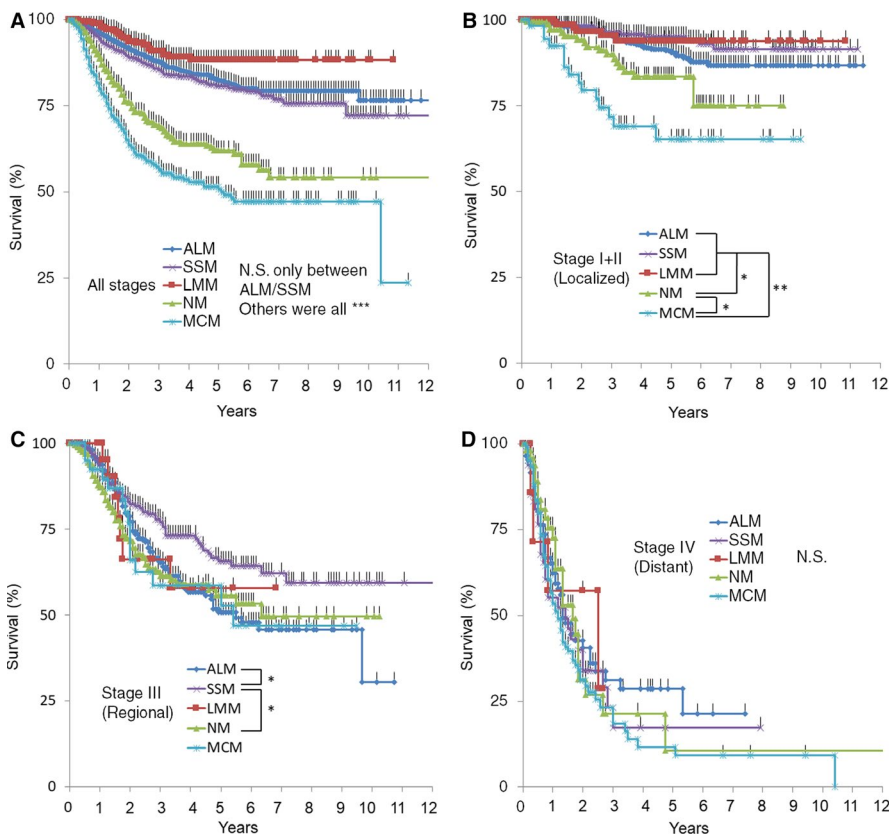 A
Survival (%)
100
75
50
25
0
ALM
SSM
LMM
NM
MCM
All stages
N.S. only between
ALM/SSM
Others were all ***
0 1 2 3 4 5 6 7 8 9 10 11 12
Years
B
Survival (%)
100
75
50
25
0
Stage I+II
(Localized)
ALM
SSM
LMM
NM
MCM
*
*
**
0 1 2 3 4 5 6 7 8 9 10 11 12
Years
C
Survival (%)
100
75
50
25
0
Stage III
(Regional)
ALM
SSM
LMM
NM
MCM
*
*
0 1 2 3 4 5 6 7 8 9 10 11 12
Years
D
Survival (%)
100
75
50
25
0
Stage IV
(Distant)
ALM
SSM
LMM
NM
MCM
N.S.
0 1 2 3 4 5 6 7 8 9 10 11 12
Years